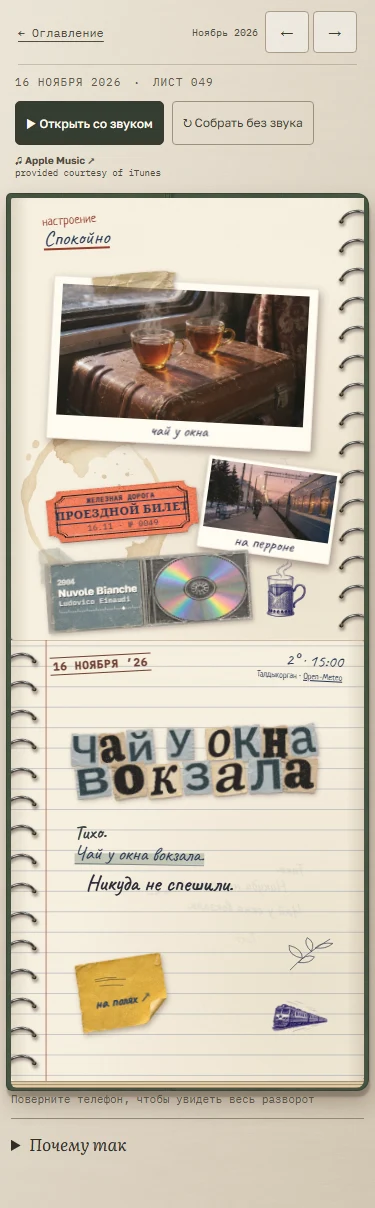 ← Оглавление
Ноябрь 2026
←
→
16 НОЯБРЯ 2026 · ЛИСТ 049
▶ Открыть со звуком
↻ Собрать без звука
♫ Apple Music ↗
provided courtesy of iTunes
настроение
Спокойно
чай у окна
ЖЕЛЕЗНАЯ ДОРОГА
ПРОЕЗДНОЙ БИЛЕТ
16.11 · № 0049
на перроне
2004
Nuvole Bianche
Ludovico Einaudi
16 НОЯБРЯ '26
2° · 15:00
Талдыкорган · Open-Meteo
чай у окна
вокзала
Тихо.
Чай у окна вокзала.
Никуда не спешили.
на полях ↗
Поверните телефон, чтобы увидеть весь разворот
▶ Почему так